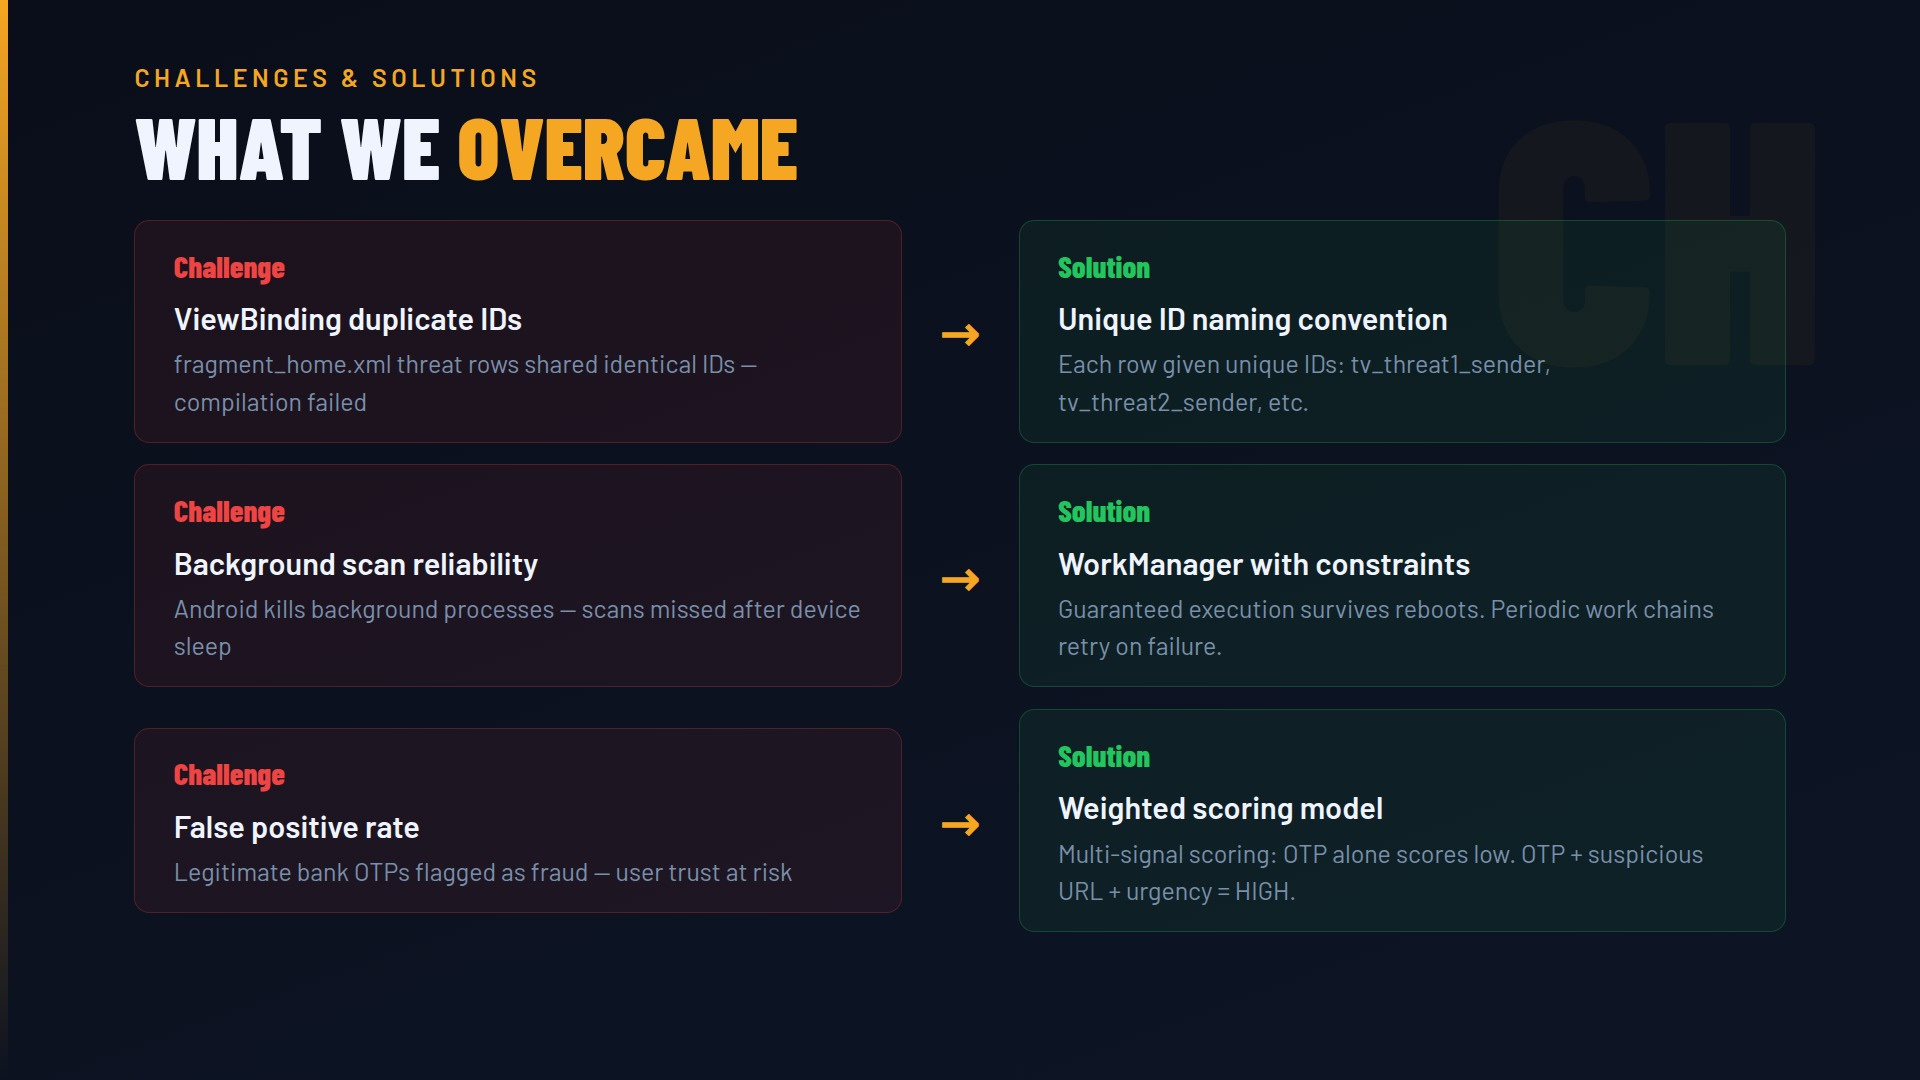 CHALLENGES & SOLUTIONS
WHAT WE OVERCAME
CH
Challenge
ViewBinding duplicate IDs
fragment_home.xml threat rows shared identical IDs —
compilation failed
→
Solution
Unique ID naming convention
Each row given unique IDs: tv_threat1_sender,
tv_threat2_sender, etc.
Challenge
Background scan reliability
Android kills background processes — scans missed after device
sleep
→
Solution
WorkManager with constraints
Guaranteed execution survives reboots. Periodic work chains
retry on failure.
Challenge
False positive rate
Legitimate bank OTPs flagged as fraud — user trust at risk
→
Solution
Weighted scoring model
Multi-signal scoring: OTP alone scores low. OTP + suspicious
URL + urgency = HIGH.